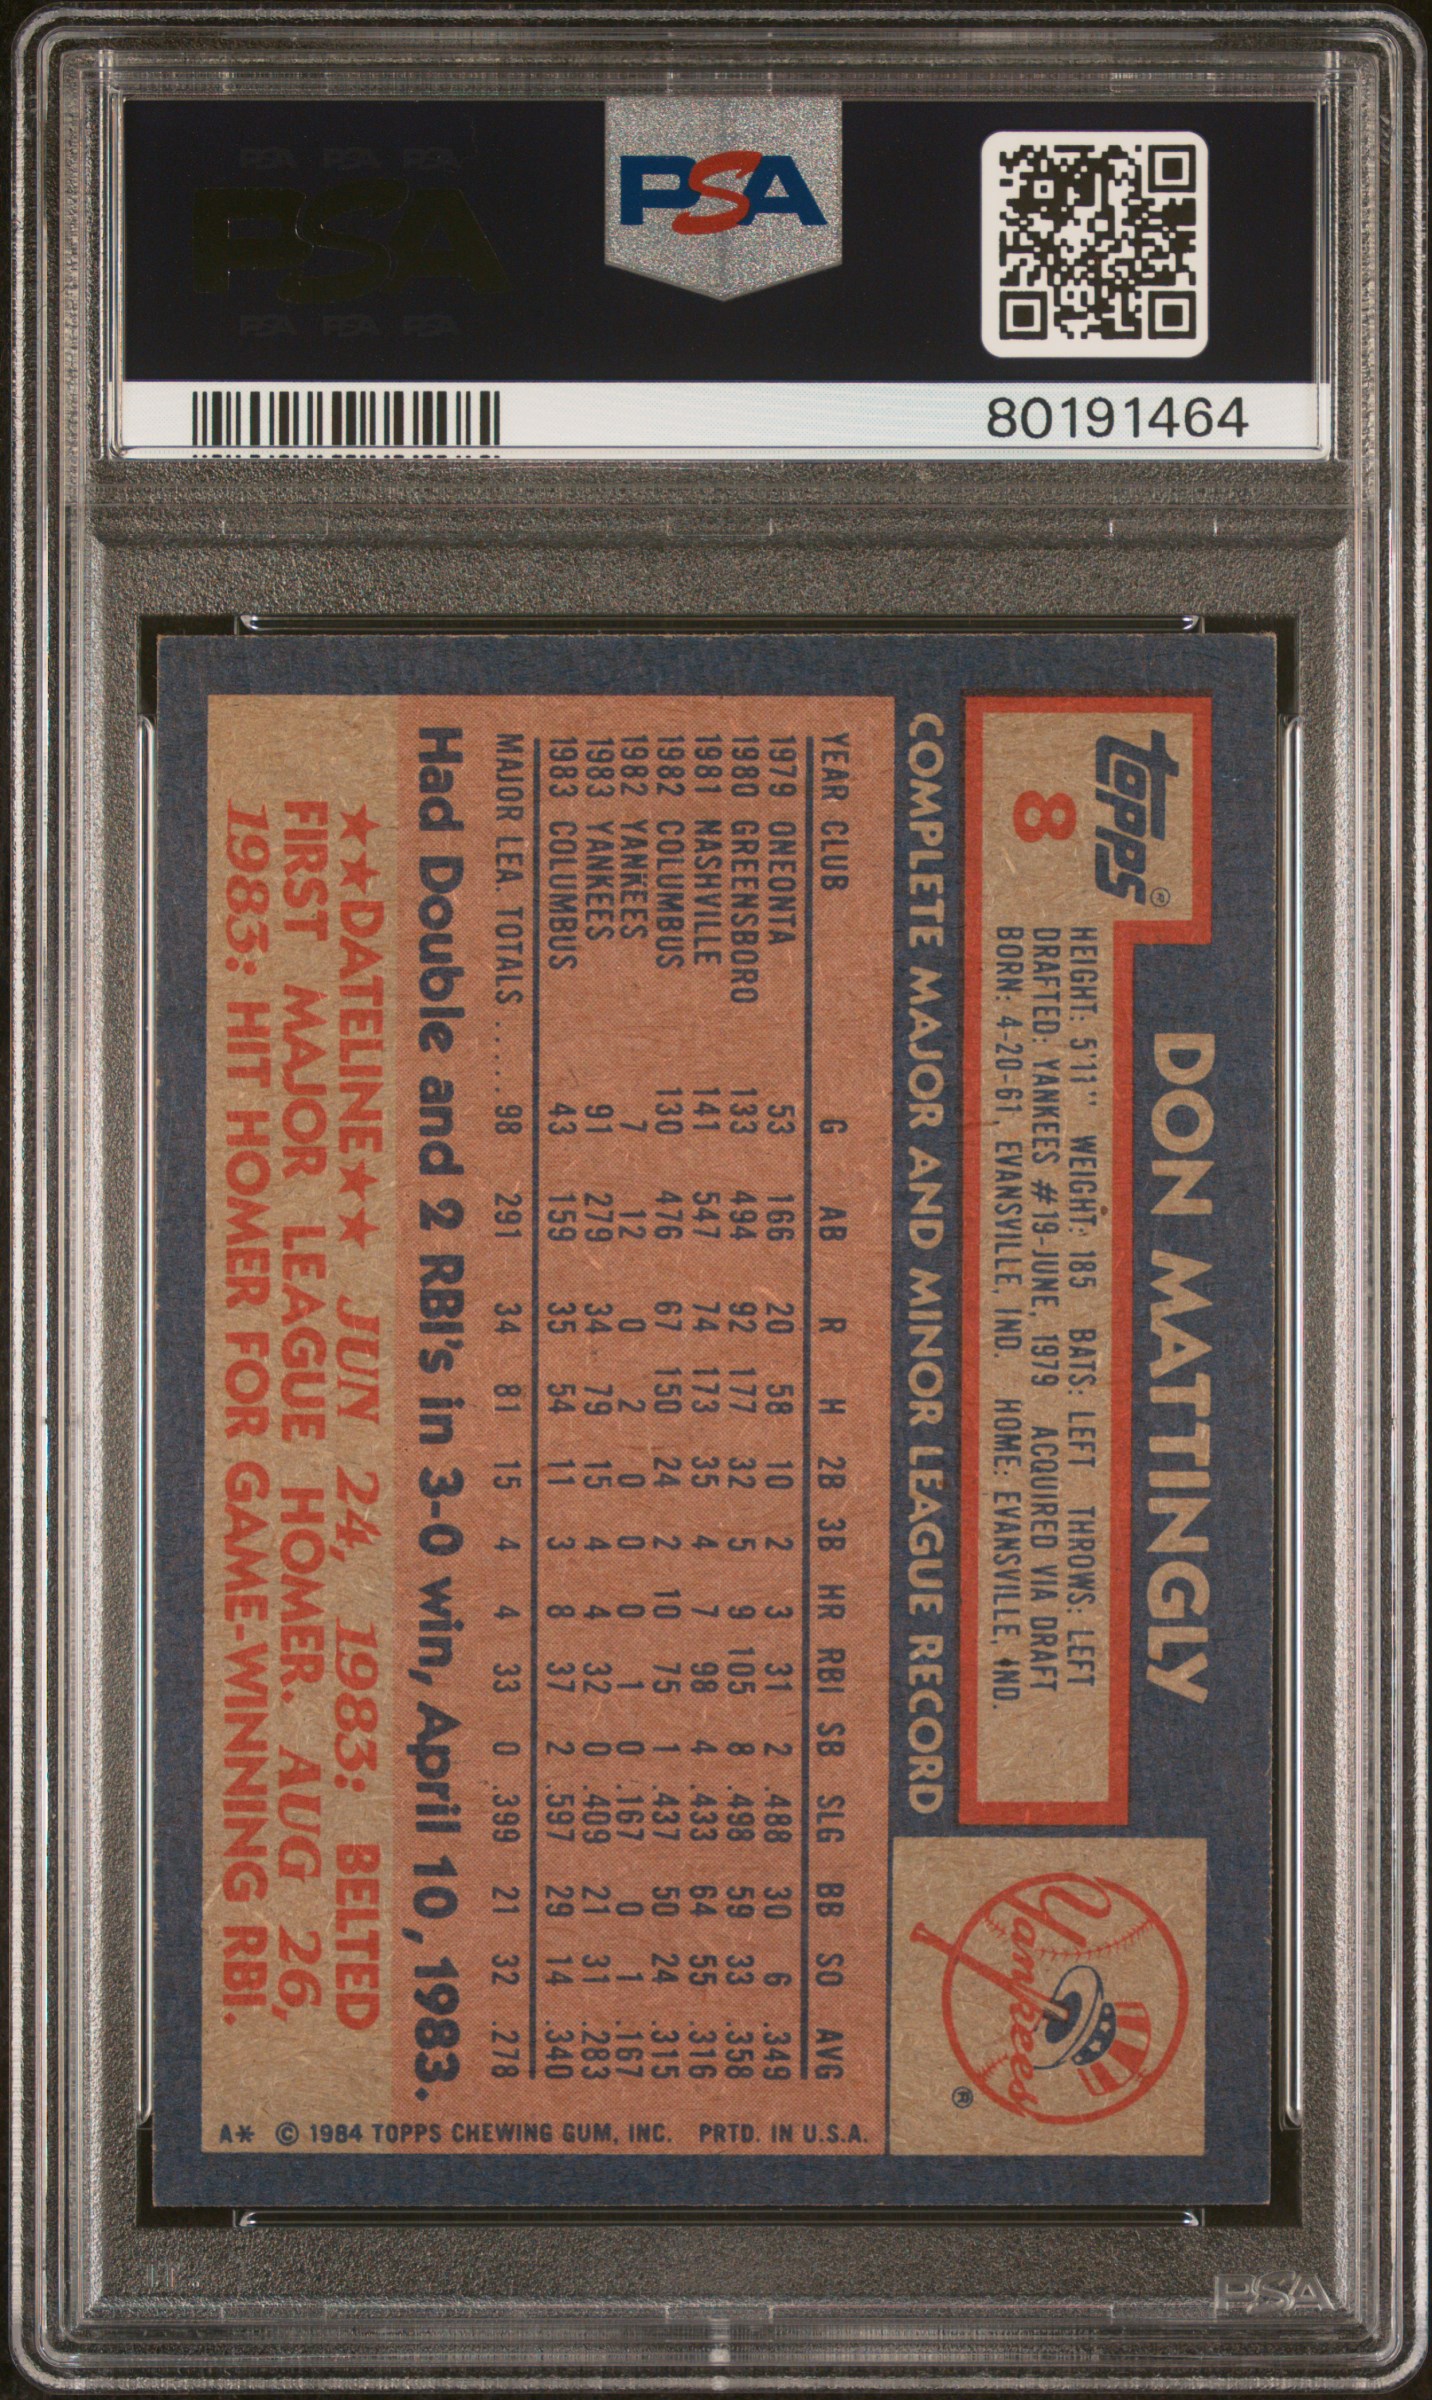 PSA PSA PSA
PSA
PSA PSA PSA
PSA
80191464
topps®
8
DON MATTINGLY
HEIGHT: 5'11" WEIGHT: 185 BATS: LEFT THROWS: LEFT
DRAFTED: YANKEES #19-JUNE, 1979 ACQUIRED VIA DRAFT
BORN: 4-20-61, EVANSVILLE, IND. HOME: EVANSVILLE, IND.
Yankees ®
COMPLETE MAJOR AND MINOR LEAGUE RECORD
YEAR CLUB G AB R H 2B 3B HR RBI SB SLG BB SO AVG
1979 ONEONTA 53 166 20 58 10 2 3 31 2 .488 30 6 .349
1980 GREENSBORO 133 494 92 177 32 5 9 105 8 .498 59 33 .358
1981 NASHVILLE 141 547 74 173 35 4 7 98 4 .433 64 55 .316
1982 COLUMBUS 130 476 67 150 24 2 10 75 1 .437 50 24 .315
1982 YANKEES 7 12 0 2 0 0 0 1 0 .167 0 1 .167
1983 YANKEES 91 279 34 79 15 4 4 32 0 .409 21 31 .283
1983 COLUMBUS 43 159 35 54 11 3 8 37 2 .597 29 14 .340
MAJOR LEA. TOTALS ..... 98 291 34 81 15 4 4 33 0 .399 21 32 .278
Had Double and 2 RBI's in 3-0 win, April 10, 1983.
★★DATELINE★★ JUN 24, 1983: BELTED
FIRST MAJOR LEAGUE HOMER. AUG 26,
1983: HIT HOMER FOR GAME-WINNING RBI.
A* © 1984 TOPPS CHEWING GUM, INC. PRTD. IN U.S.A.
PSA